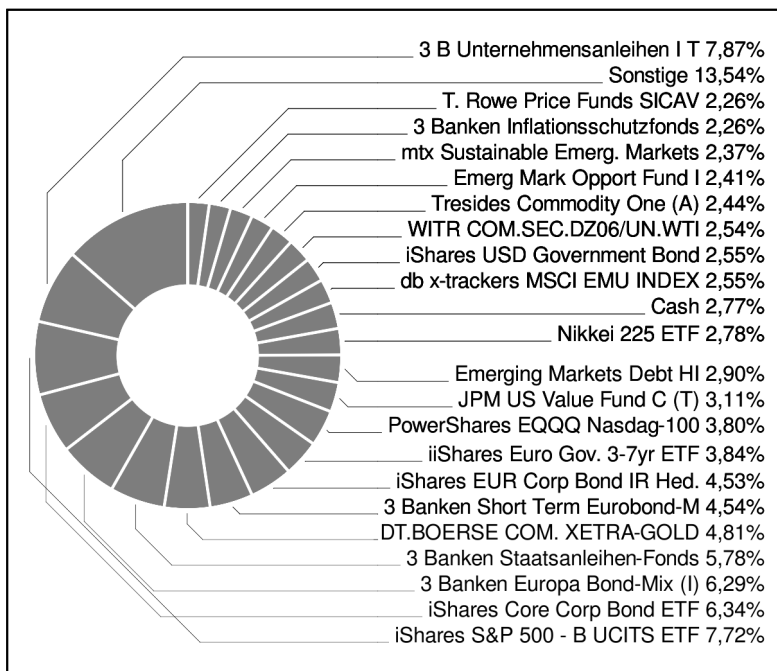 3 B Unternehmensanleihen I T 7,87%
Sonstige 13,54%
T. Rowe Price Funds SICAV 2,26%
3 Banken Inflationsschutzfonds 2,26%
mtx Sustainable Emerg. Markets 2,37%
Emerg Mark Opport Fund I 2,41%
Tresides Commodity One (A) 2,44%
WITR COM.SEC.DZ06/UN.WTI 2,54%
iShares USD Government Bond 2,55%
db x-trackers MSCI EMU INDEX 2,55%
Cash 2,77%
Nikkei 225 ETF 2,78%
Emerging Markets Debt HI 2,90%
JPM US Value Fund C (T) 3,11%
PowerShares EQQQ Nasdag-100 3,80%
iiShares Euro Gov. 3-7yr ETF 3,84%
iShares EUR Corp Bond IR Hed. 4,53%
3 Banken Short Term Eurobond-M 4,54%
DT.BOERSE COM. XETRA-GOLD 4,81%
3 Banken Staatsanleihen-Fonds 5,78%
3 Banken Europa Bond-Mix (I) 6,29%
iShares Core Corp Bond ETF 6,34%
iShares S&P 500 - B UCITS ETF 7,72%